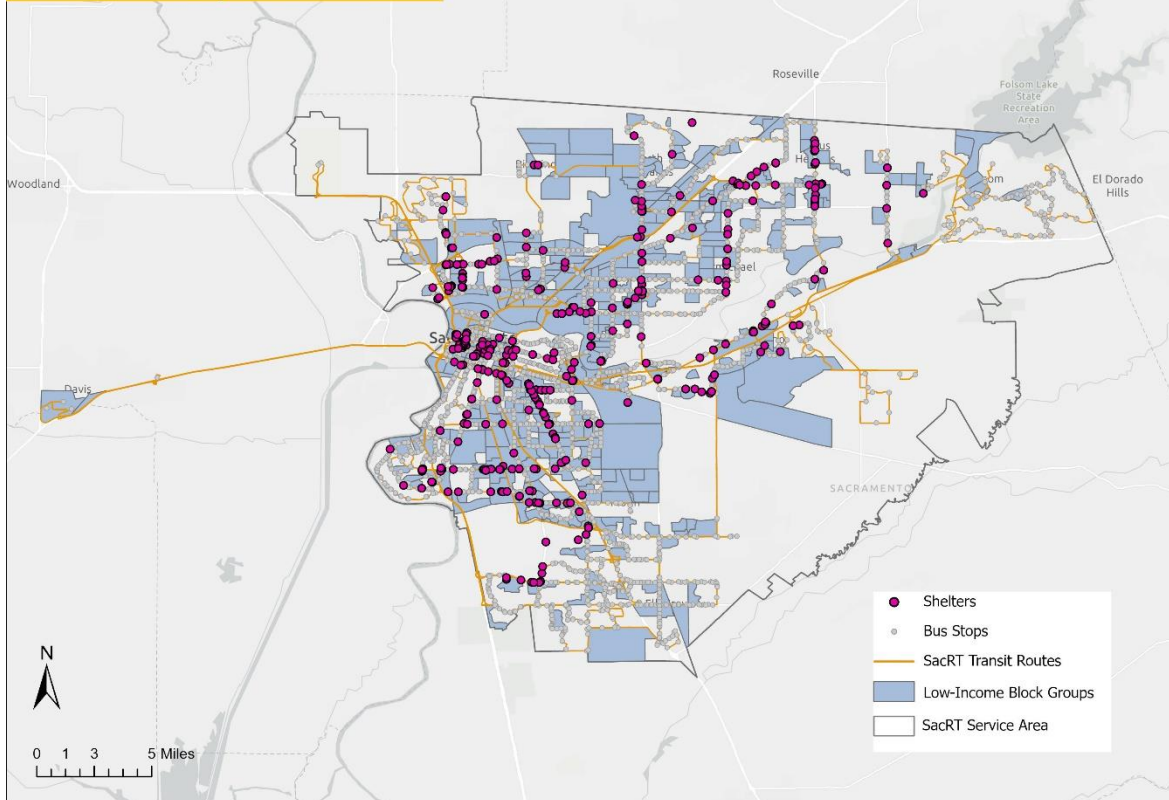 Roseville
Folsom Lake
State
Recreation
Area
Woodland
El Dorado
Hills
Davis
SACRAMENTO
Shelters
Bus Stops
SacRT Transit Routes
Low-Income Block Groups
SacRT Service Area
N
0 1 3 5 Miles